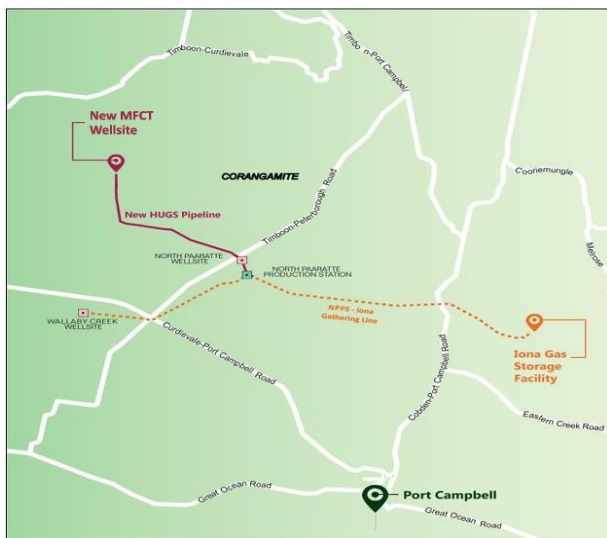 Timboon-Curdievale
Timboon-Port Campbell
New MFCT
Wellsite
Cooriemungle
CORANGAMITE
New HUGS Pipeline
Timboon-Peterborough Road
Melrose
NORTH PAARATTE
WELLSITE
NORTH PAARATTE
PRODUCTION STATION
NPPS - Iona
Gathering Line
WALLABY CREEK
WELLSITE
Curdievale-Port Campbell Road
Cobden-Port Campbell Road
Iona Gas
Storage
Facility
Eastern Creek Road
Great Ocean Road
Port Campbell
Great Ocean Road